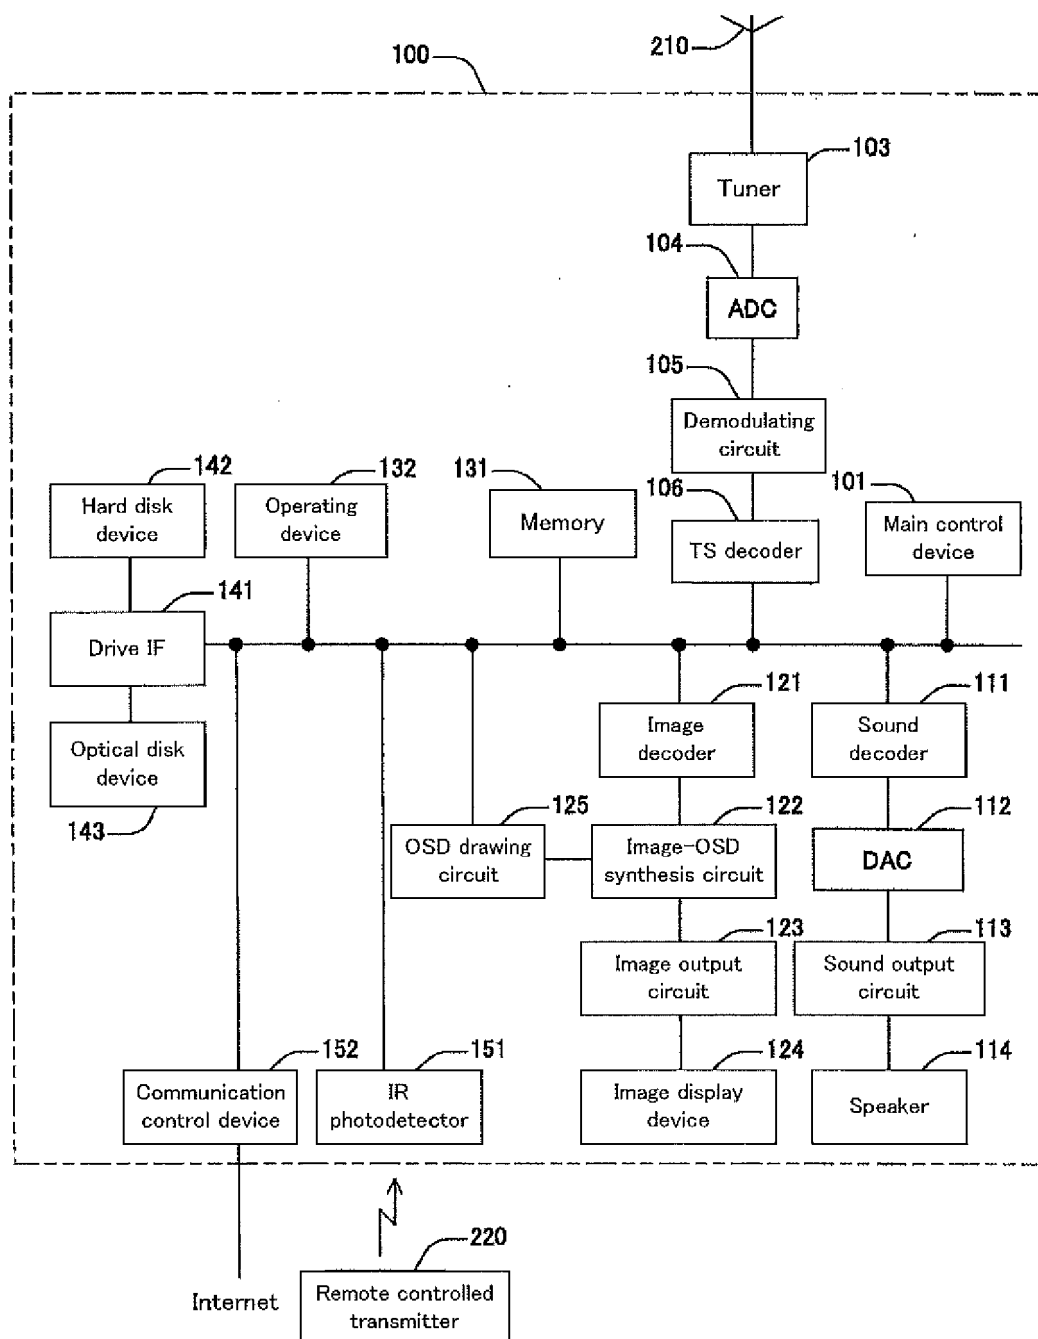 210
100
103
Tuner
104
ADC
105
Demodulating
circuit
142
132
131
106
101
Hard disk
device
Operating
device
Memory
TS decoder
Main control
device
141
Drive IF
121
111
Image
decoder
Sound
decoder
Optical disk
device
143
125
122
112
OSD drawing
circuit
Image-OSD
synthesis circuit
DAC
123
113
Image output
circuit
Sound output
circuit
152
151
124
114
Communication
control device
IR
photodetector
Image display
device
Speaker
220
Internet
Remote controlled
transmitter